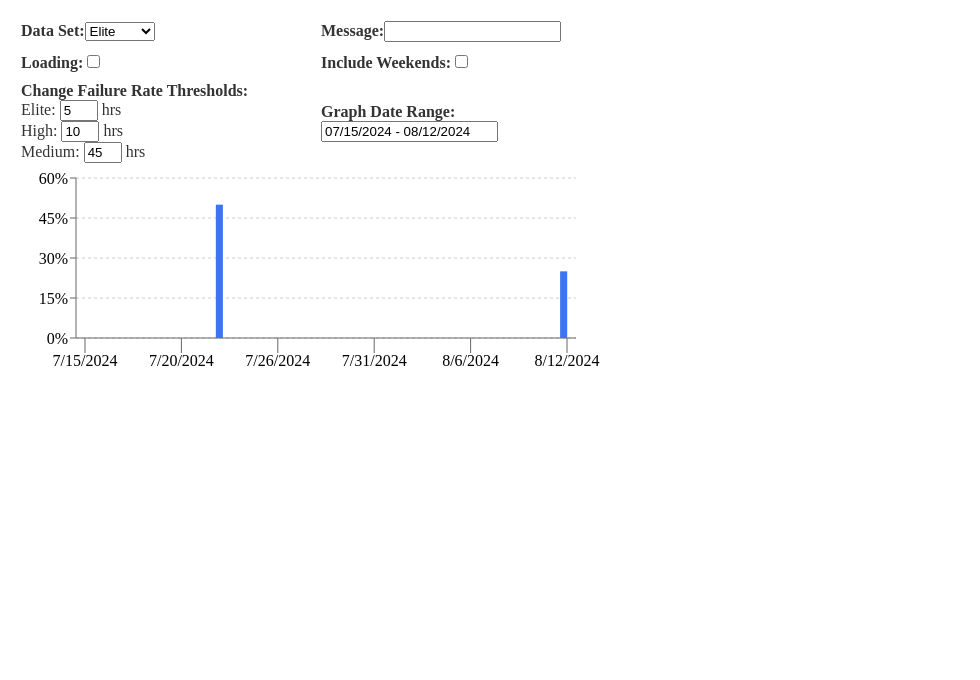 Data Set: Elite
Message:
Loading:
Include Weekends:
Change Failure Rate Thresholds:
Elite: 5 hrs
High: 10 hrs
Medium: 45 hrs
Graph Date Range:
07/15/2024 - 08/12/2024
60%
45%
30%
15%
0%
7/15/2024 7/20/2024 7/26/2024 7/31/2024 8/6/2024 8/12/2024